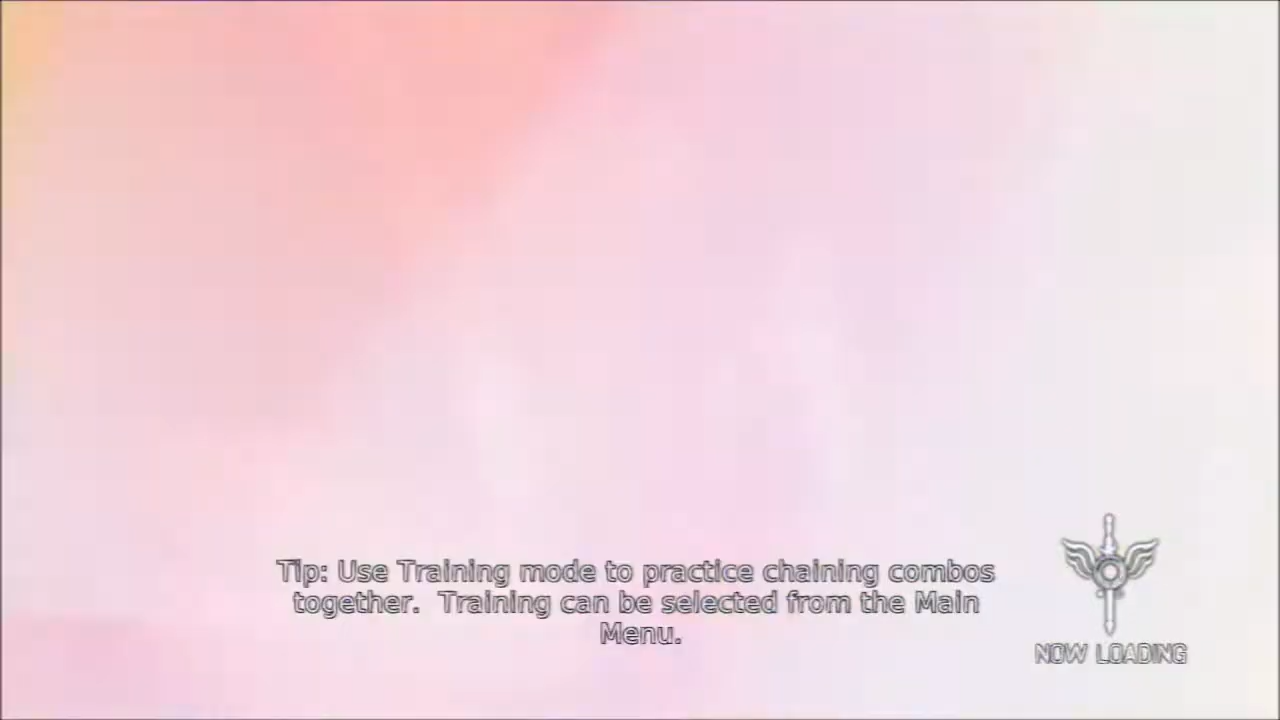 Tip: Use Training mode to practice chaining combos
together.  Training can be selected from the Main
Menu.
NOW LOADING